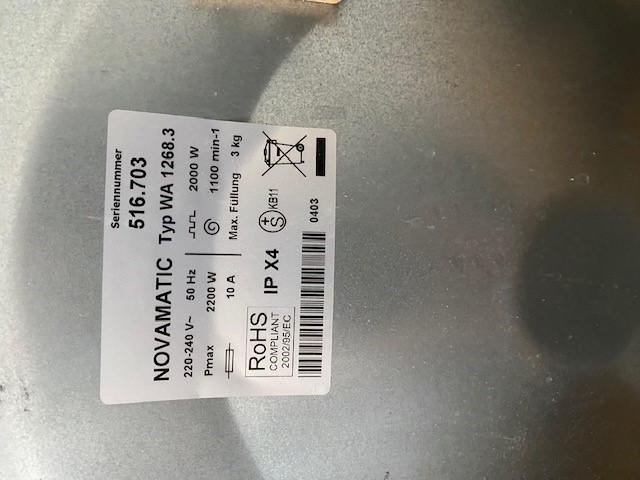 Seriennummer
516.703
NOVAMATIC Typ WA 1268.3
220-240 V~ 50 Hz 2000 W
Pmax 2200 W 1100 min-1
10 A Max. Füllung 3 kg
RoHS
COMPLIANT
2002/95/EC
IP X4
S
KB11
0403